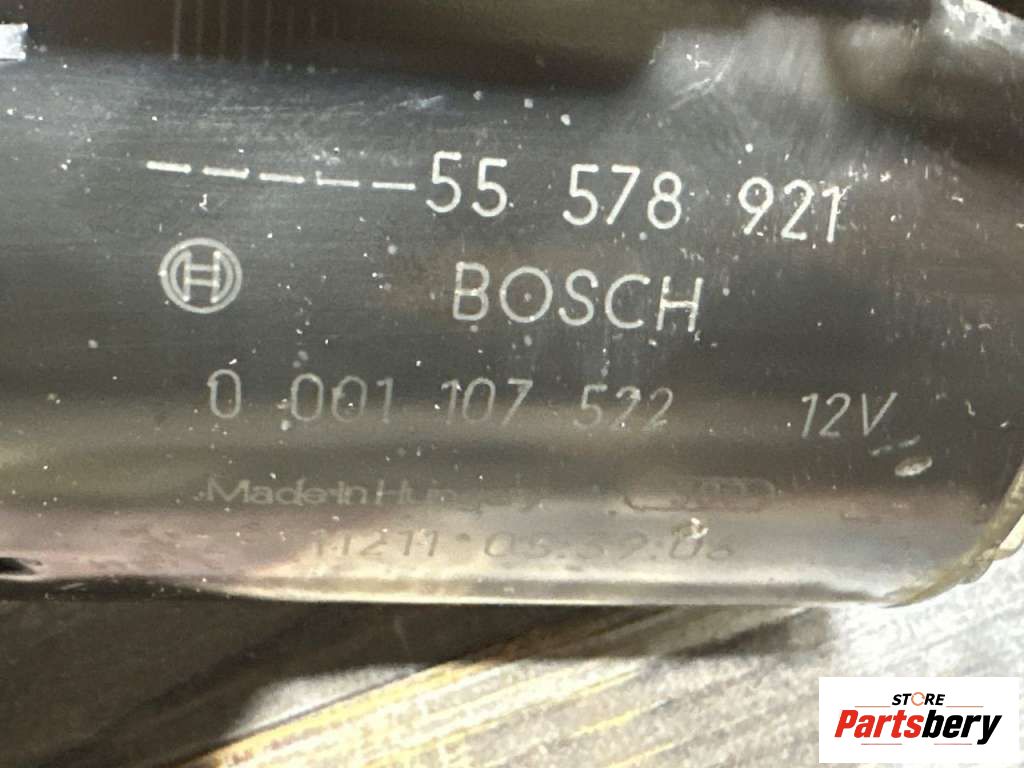 -----55 578 921
BOSCH
0 001 107 522 12V
Made in Hungary
STORE
Partsbery